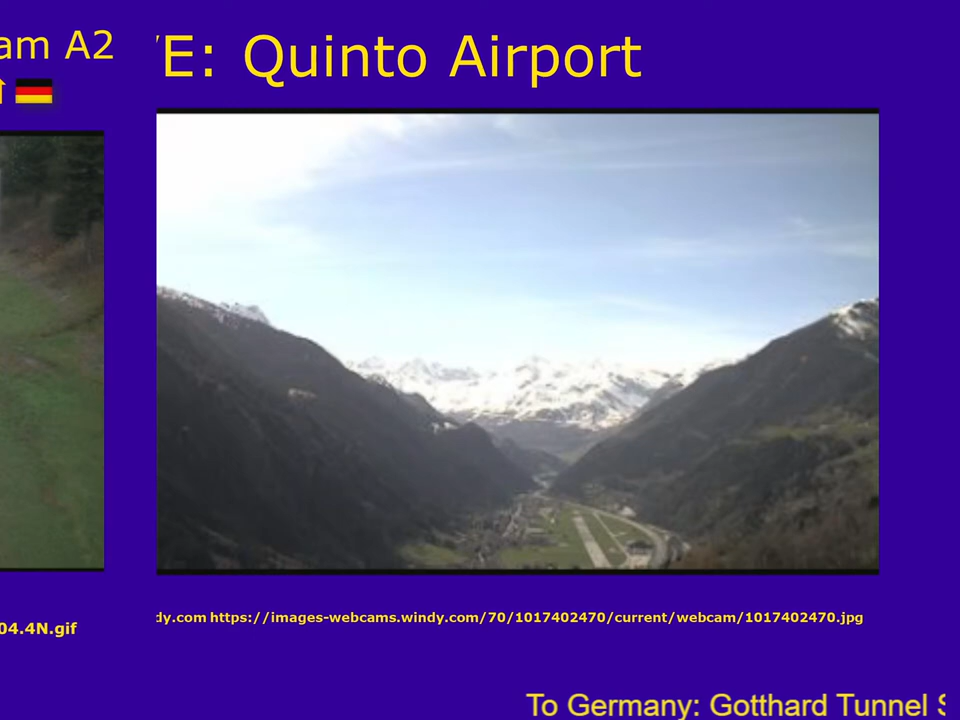 am A2
E: Quinto Airport
dy.com https://images-webcams.windy.com/70/1017402470/current/webcam/1017402470.jpg
04.4N.gif
To Germany: Gotthard Tunnel